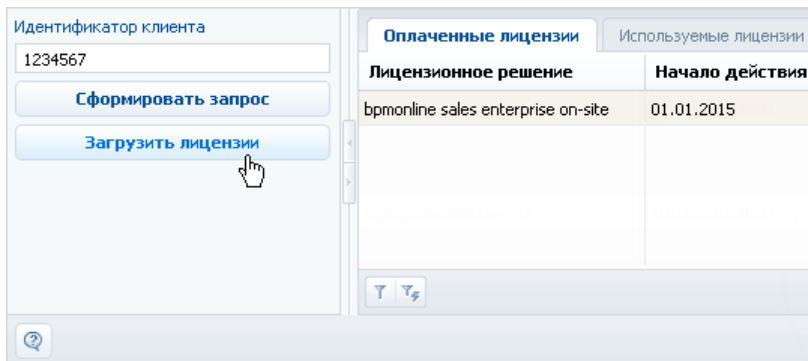 Идентификатор клиента
1234567
Сформировать запрос
Загрузить лицензии
Оплаченные лицензии
Используемые лицензии
Лицензионное решение
Начало действия
bpmonline sales enterprise on-site
01.01.2015